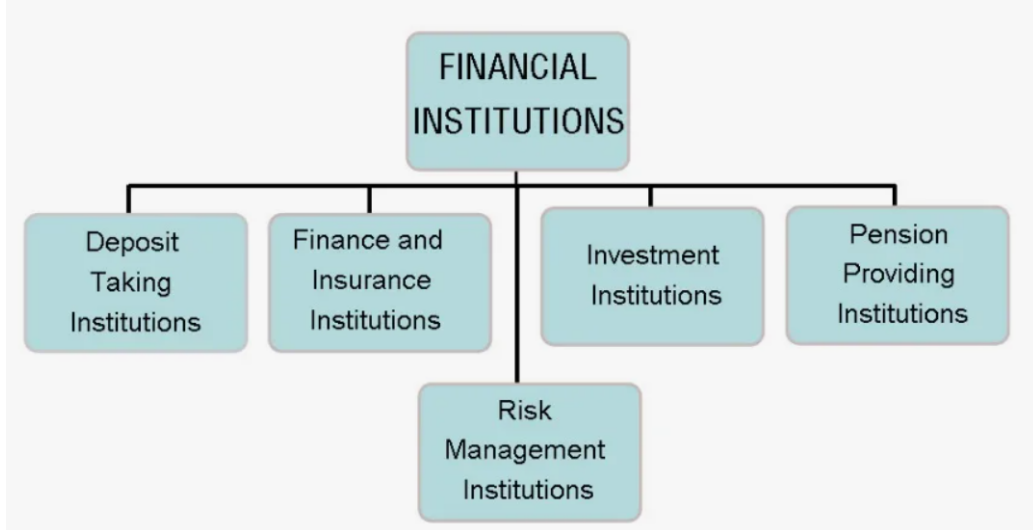 FINANCIAL
INSTITUTIONS
Deposit
Taking
Institutions
Finance and
Insurance
Institutions
Investment
Institutions
Pension
Providing
Institutions
Risk
Management
Institutions